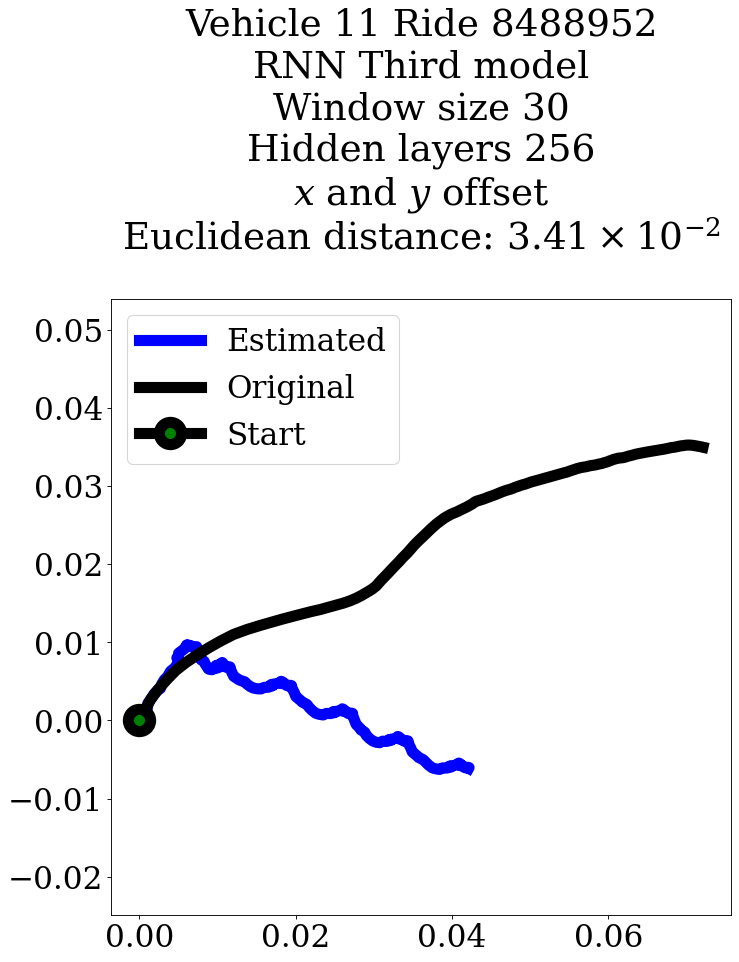 Vehicle 11 Ride 8488952
RNN Third model
Window size 30
Hidden layers 256
x and y offset
Euclidean distance: 3.41 × 10⁻²
Estimated
Original
Start
0.05
0.04
0.03
0.02
0.01
0.00
−0.01
−0.02
0.00 0.02 0.04 0.06